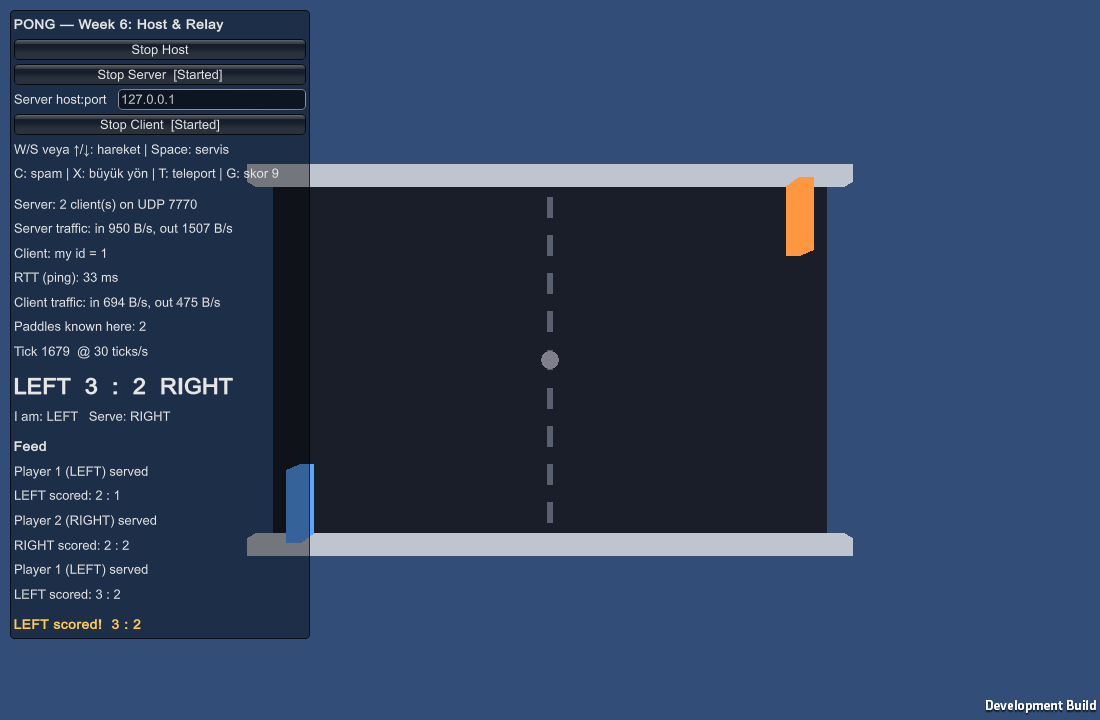 PONG — Week 6: Host & Relay
Stop Host
Stop Server  [Started]
Server host:port 127.0.0.1
Stop Client  [Started]
W/S veya ↑/↓: hareket | Space: servis
C: spam | X: büyük yön | T: teleport | G: skor 9
Server: 2 client(s) on UDP 7770
Server traffic: in 950 B/s, out 1507 B/s
Client: my id = 1
RTT (ping): 33 ms
Client traffic: in 694 B/s, out 475 B/s
Paddles known here: 2
Tick 1679  @ 30 ticks/s
LEFT  3  :  2  RIGHT
I am: LEFT   Serve: RIGHT
Feed
Player 1 (LEFT) served
LEFT scored: 2 : 1
Player 2 (RIGHT) served
RIGHT scored: 2 : 2
Player 1 (LEFT) served
LEFT scored: 3 : 2
LEFT scored!  3 : 2
Development Build